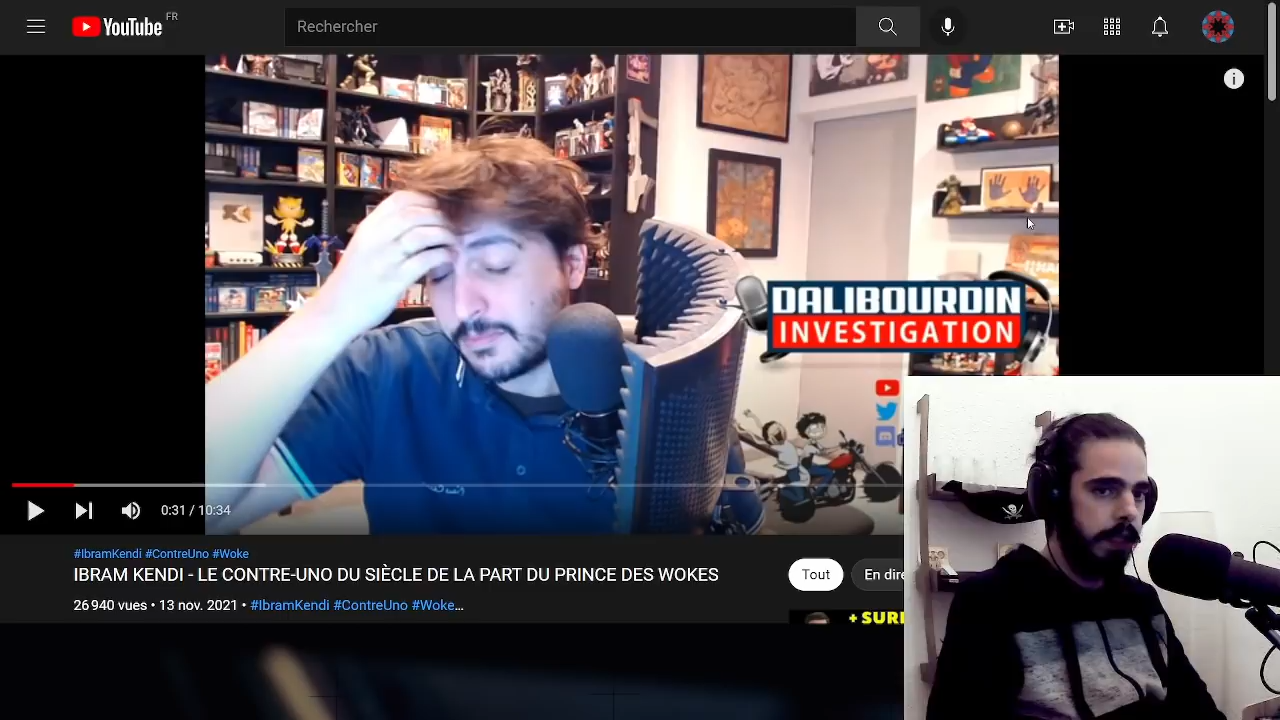 YouTube FR
Rechercher
i
DALIBOURDIN
INVESTIGATION
0:31 / 10:34
#IbramKendi #ContreUno #Woke
IBRAM KENDI - LE CONTRE-UNO DU SIÈCLE DE LA PART DU PRINCE DES WOKES
Tout
En dire
26 940 vues • 13 nov. 2021 • #IbramKendi #ContreUno #Woke…